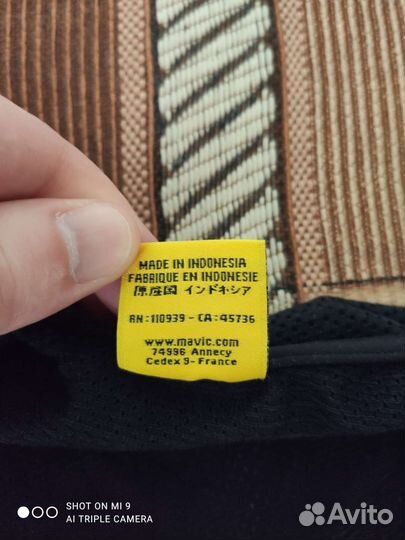 MADE IN INDONESIA
FABRIQUE EN INDONESIE
原産国 インドネシア
RN: 110939 - CA: 45736
www.mavic.com
74996 Annecy
Cedex 9- France
SHOT ON MI 9
AI TRIPLE CAMERA
Avito